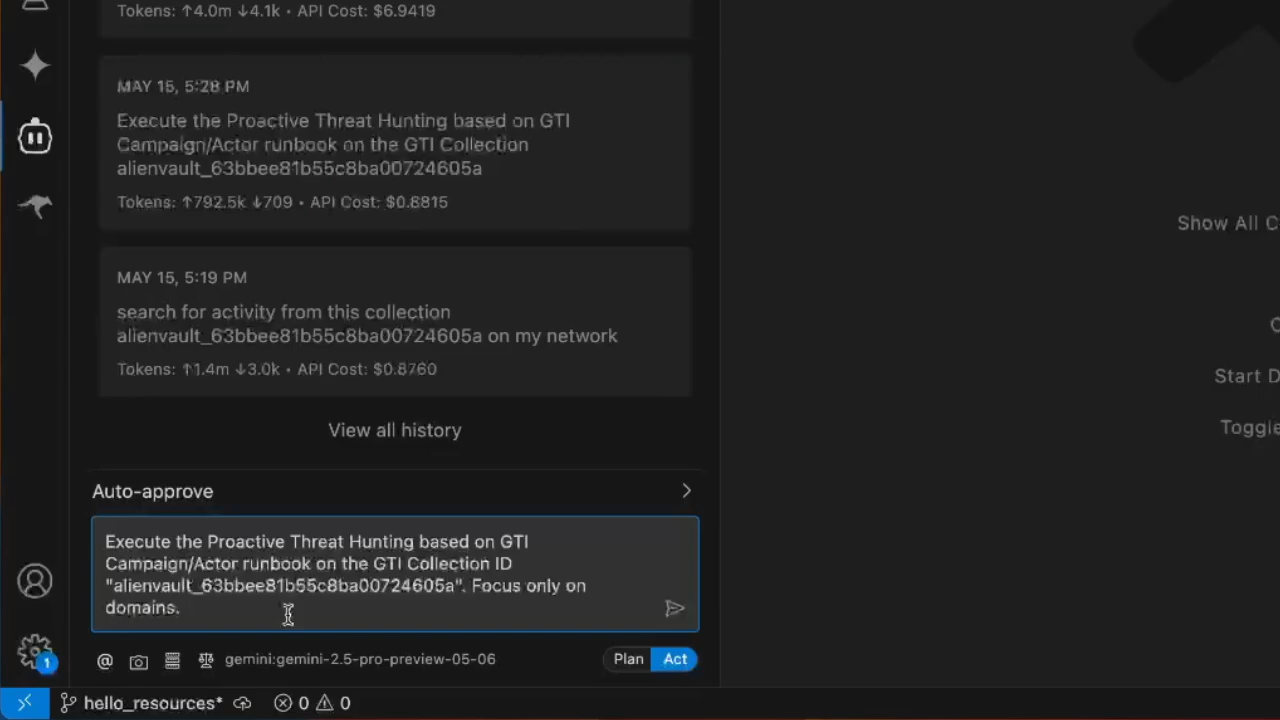 Tokens: ↑4.0m ↓4.1k • API Cost: $6.9419
MAY 15, 5:28 PM
Execute the Proactive Threat Hunting based on GTI
Campaign/Actor runbook on the GTI Collection
alienvault_63bbee81b55c8ba00724605a
Tokens: ↑792.5k ↓709 • API Cost: $0.8815
MAY 15, 5:19 PM
search for activity from this collection
alienvault_63bbee81b55c8ba00724605a on my network
Tokens: ↑1.4m ↓3.0k • API Cost: $0.8760
View all history
Auto-approve
Execute the Proactive Threat Hunting based on GTI
Campaign/Actor runbook on the GTI Collection ID
"alienvault_63bbee81b55c8ba00724605a". Focus only on
domains.
@ gemini:gemini-2.5-pro-preview-05-06 Plan Act
1
hello_resources* 0 0
Show All C
C
Start D
Toggle